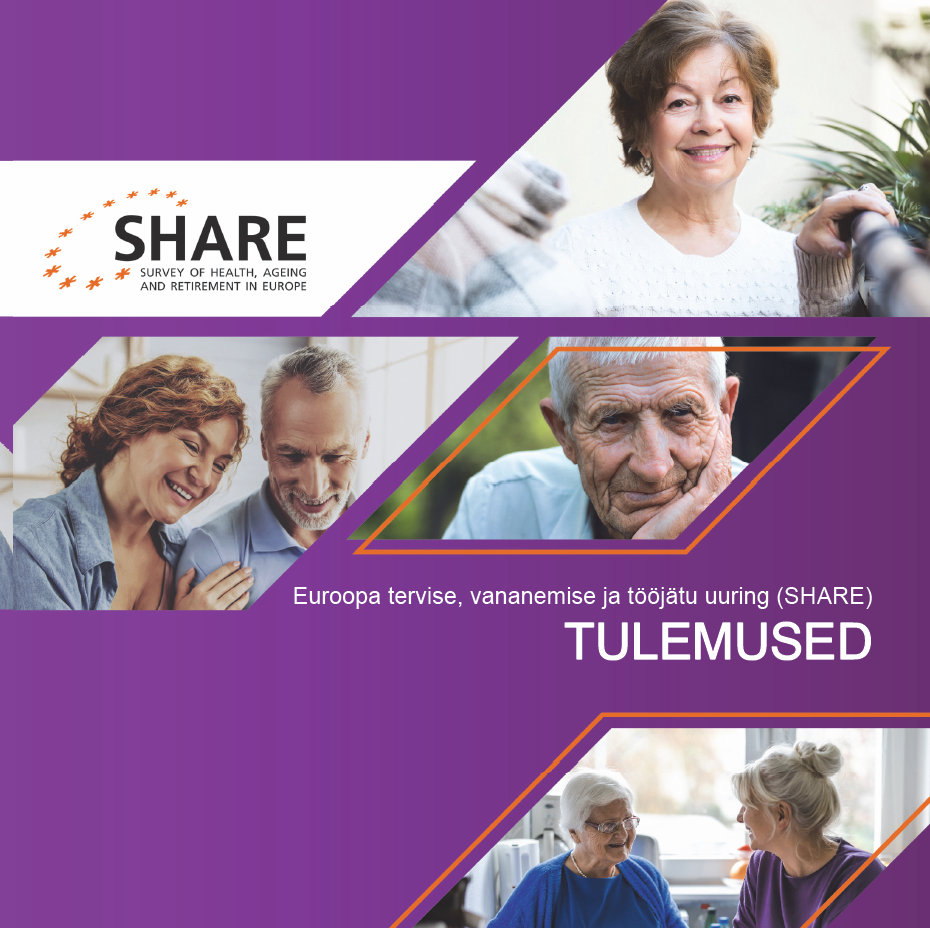 SHARE
SURVEY OF HEALTH, AGEING
AND RETIREMENT IN EUROPE
Euroopa tervise, vananemise ja tööjätu uuring (SHARE)
TULEMUSED